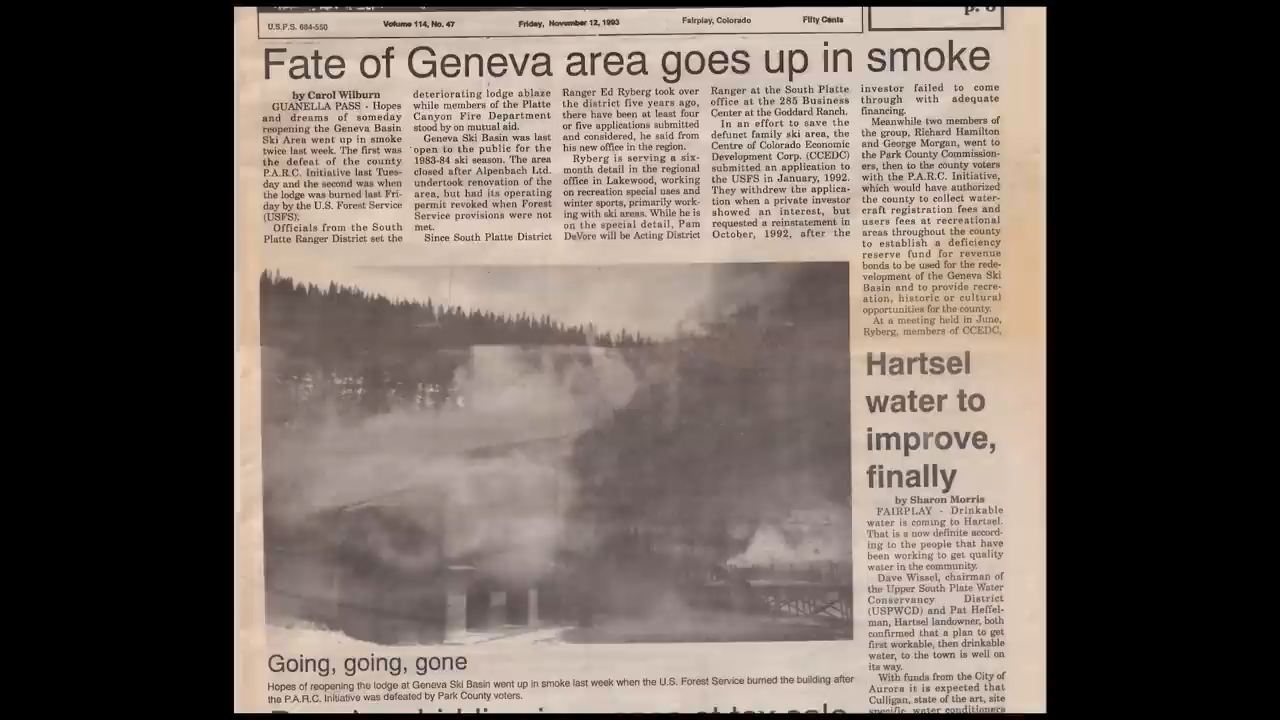 p. 8
U.S.P.S. 684-550
Volume 114, No. 47
Friday, November 12, 1993
Fairplay, Colorado
Fifty Cents
Fate of Geneva area goes up in smoke
by Carol Wilburn
GUANELLA PASS - Hopes
and dreams of someday
reopening the Geneva Basin
Ski Area went up in smoke
twice last week. The first was
the defeat of the county
P.A.R.C. Initiative last Tues-
day and the second was when
the lodge was burned last Fri-
day by the U.S. Forest Service
(USFS).
Officials from the South
Platte Ranger District set the
deteriorating lodge ablaze
while members of the Platte
Canyon Fire Department
stood by on mutual aid.
Geneva Ski Basin was last
open to the public for the
1983-84 ski season. The area
closed after Alpenbach Ltd.
undertook renovation of the
area, but had its operating
permit revoked when Forest
Service provisions were not
met.
Since South Platte District
Ranger Ed Ryberg took over
the district five years ago,
there have been at least four
or five applications submitted
and considered, he said from
his new office in the region.
Ryberg is serving a six-
month detail in the regional
office in Lakewood, working
on recreation special uses and
winter sports, primarily work-
ing with ski areas. While he is
on the special detail, Pam
DeVore will be Acting District
Ranger at the South Platte
office at the 285 Business
Center at the Goddard Ranch.
In an effort to save the
defunct family ski area, the
Centre of Colorado Economic
Development Corp. (CCEDC)
submitted an application to
the USFS in January, 1992.
They withdrew the applica-
tion when a private investor
showed an interest, but
requested a reinstatement in
October, 1992, after the
investor failed to come
through with adequate
financing.
Meanwhile two members of
the group, Richard Hamilton
and George Morgan, went to
the Park County Commission-
ers, then to the county voters
with the P.A.R.C. Initiative,
which would have authorized
the county to collect water-
craft registration fees and
users fees at recreational
areas throughout the county
to establish a deficiency
reserve fund for revenue
bonds to be used for the rede-
velopment of the Geneva Ski
Basin and to provide recre-
ation, historic or cultural
opportunities for the county.
At a meeting held in June,
Ryberg, members of CCEDC,
Going, going, gone
Hopes of reopening the lodge at Geneva Ski Basin went up in smoke last week when the U.S. Forest Service burned the building after
the P.A.R.C. Initiative was defeated by Park County voters.
Hartsel
water to
improve,
finally
by Sharon Morris
FAIRPLAY - Drinkable
water is coming to Hartsel.
That is a now definite accord-
ing to the people that have
been working to get quality
water in the community.
Dave Wissel, chairman of
the Upper South Plate Water
Conservancy District
(USPWCD) and Pat Heffel-
man, Hartsel landowner, both
confirmed that a plan to get
first workable, then drinkable
water, to the town is well on
its way.
With funds from the City of
Aurora it is expected that
Culligan, state of the art, site
specific water conditioners